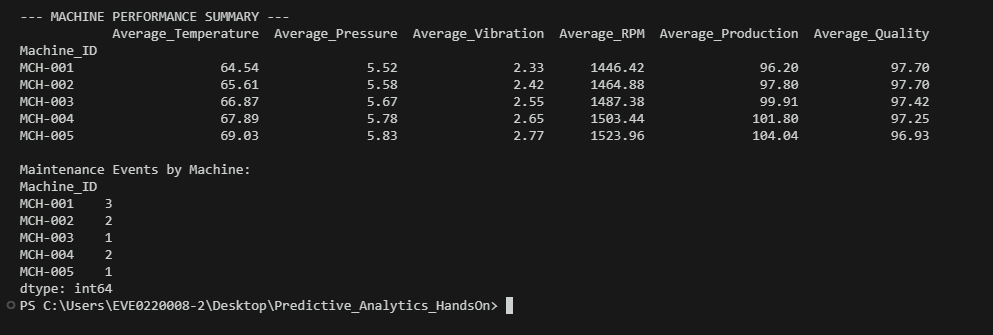 --- MACHINE PERFORMANCE SUMMARY ---
Average_Temperature Average_Pressure Average_Vibration Average_RPM Average_Production Average_Quality
Machine_ID
MCH-001 64.54 5.52 2.33 1446.42 96.20 97.70
MCH-002 65.61 5.58 2.42 1464.88 97.80 97.70
MCH-003 66.87 5.67 2.55 1487.38 99.91 97.42
MCH-004 67.89 5.78 2.65 1503.44 101.80 97.25
MCH-005 69.03 5.83 2.77 1523.96 104.04 96.93
Maintenance Events by Machine:
Machine_ID
MCH-001 3
MCH-002 2
MCH-003 1
MCH-004 2
MCH-005 1
dtype: int64
PS C:\Users\EVE0220008-2\Desktop\Predictive_Analytics_HandsOn>